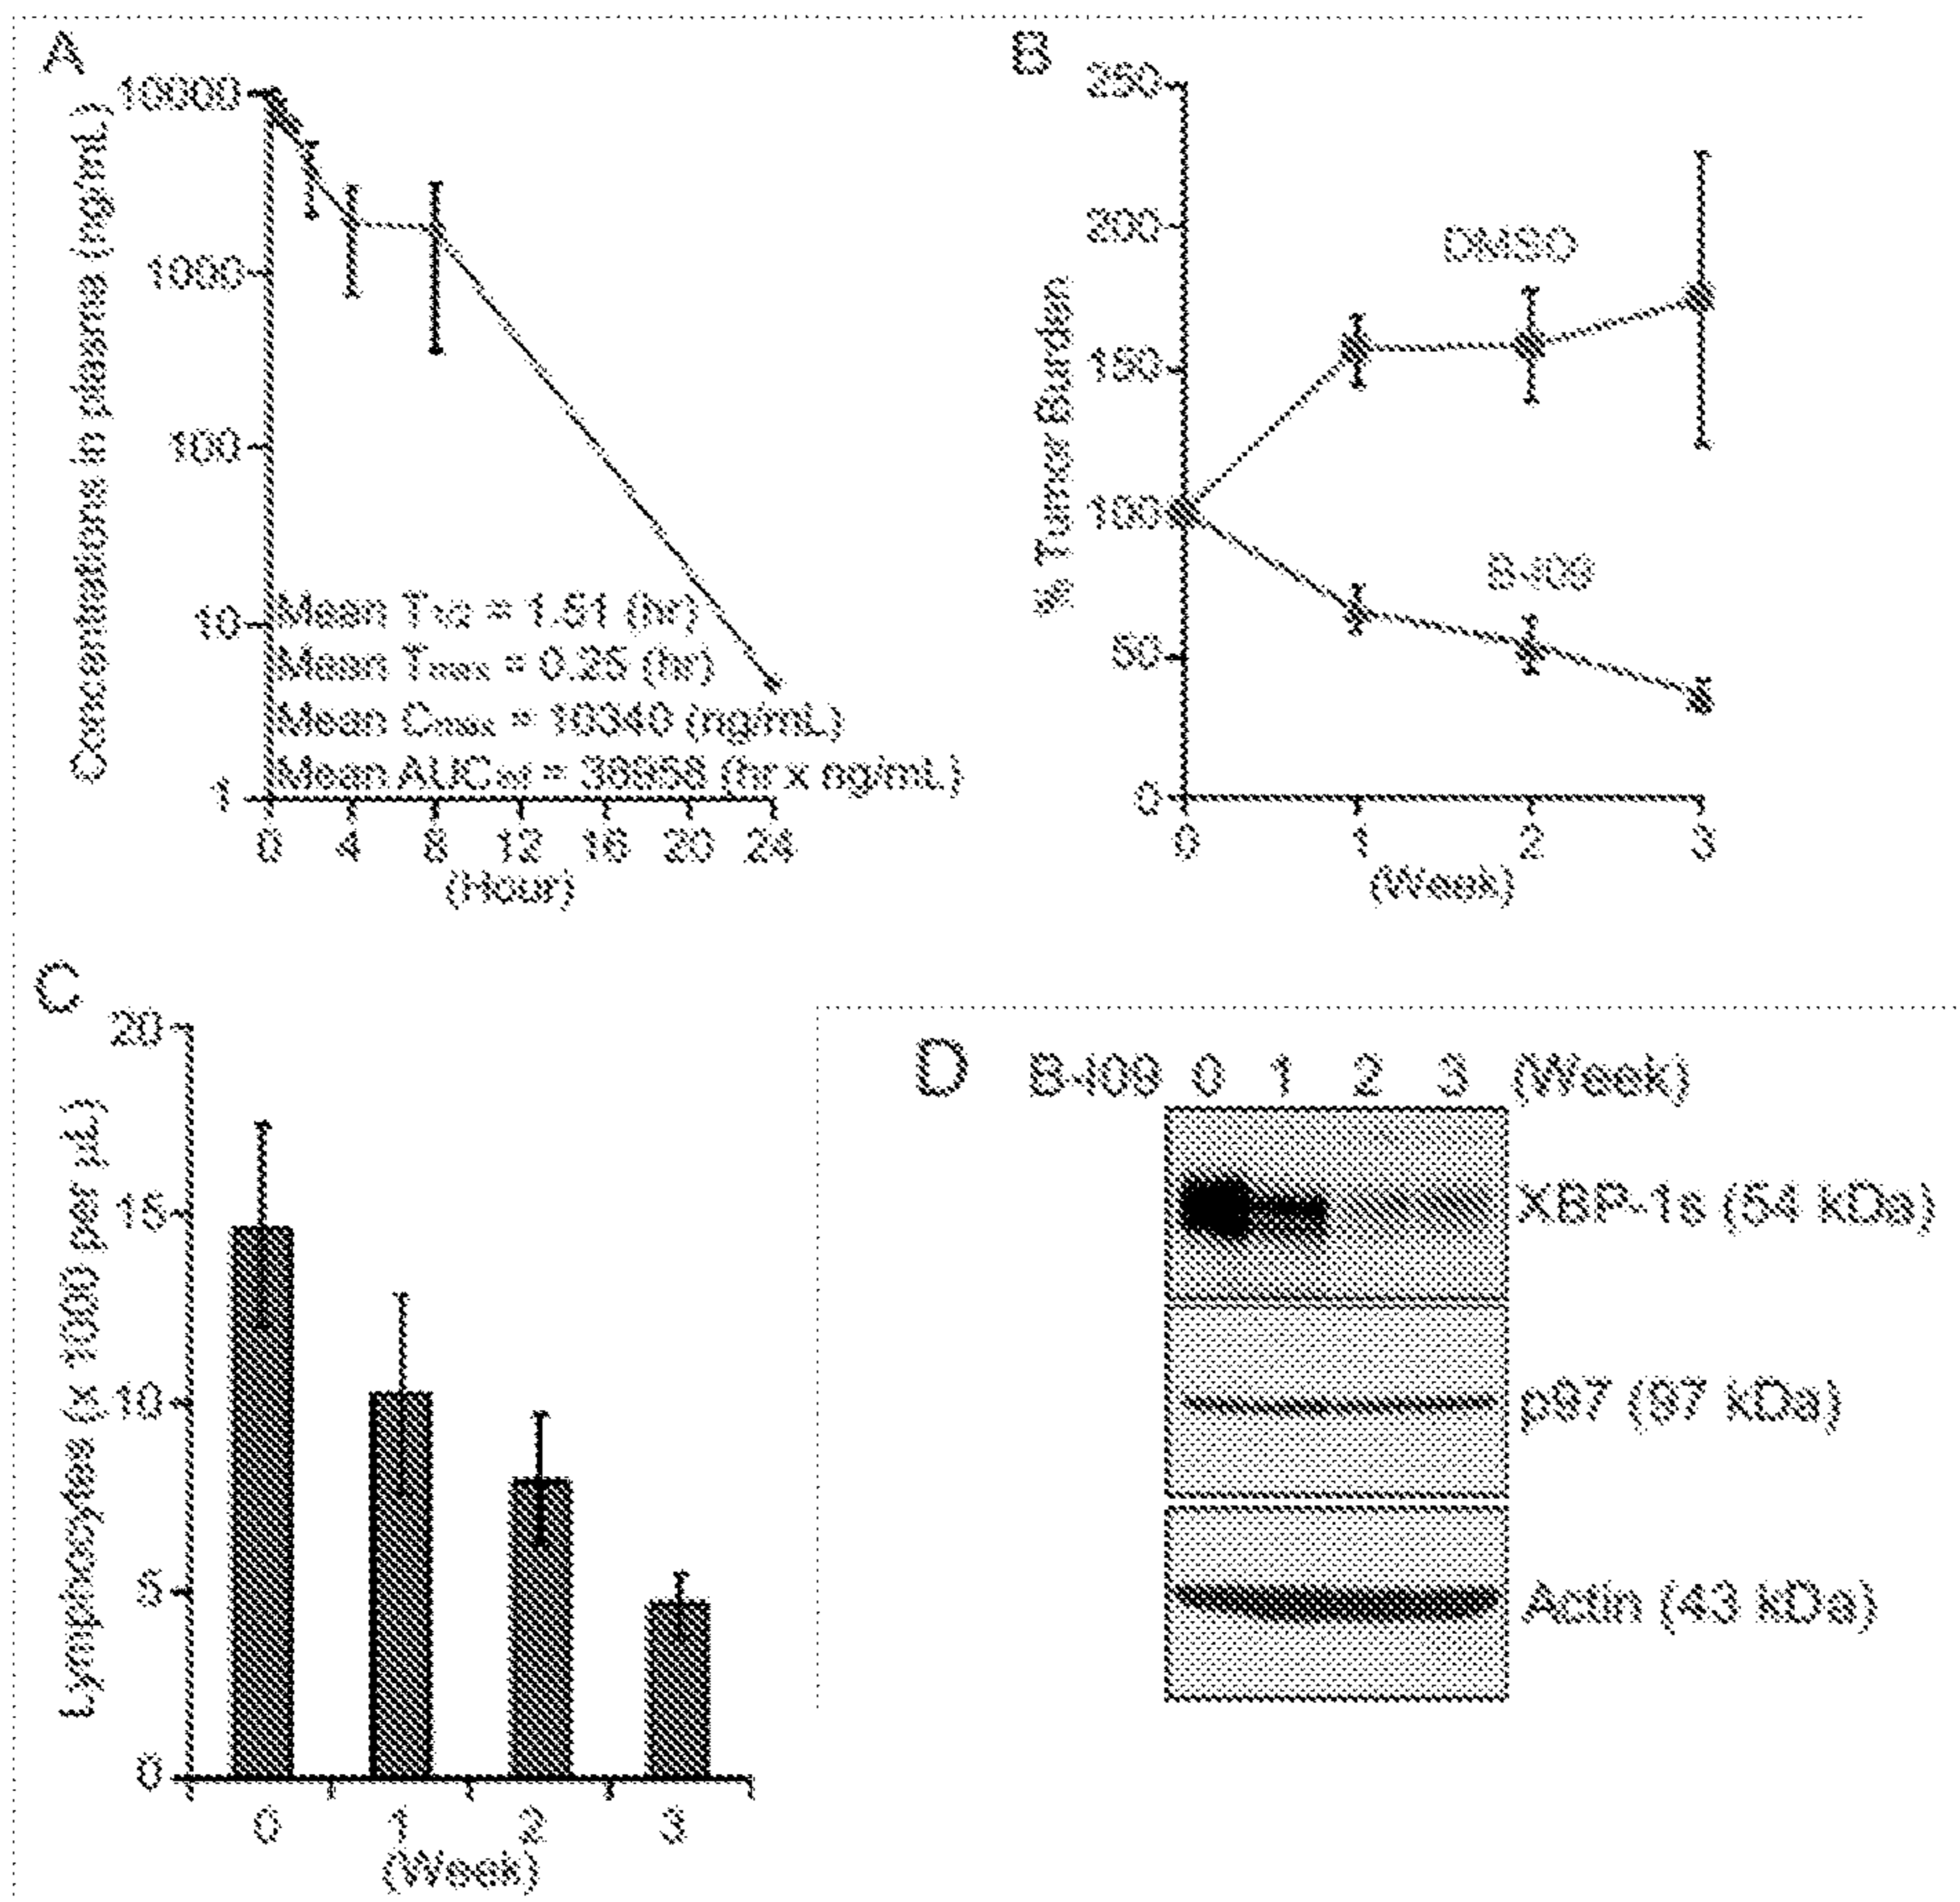 A
Concentrations in plasma (ng/mL)
10000
1000
100
10
1
Mean T1/2 = 1.51 (hr)
Mean Tmax = 0.25 (hr)
Mean Cmax = 10340 (ng/mL)
Mean
(hr x ng/mL)
0 4 8 12 16 20 24
(Hour)
B
% Tumor Burden
250
200
150
100
50
0
DMSO
B-I09
0 1 2 3
(Week)
C
Lymphocytes (x 1000 per µL)
20
15
10
5
0
0 1 2 3
(Week)
D B-I09 0 1 2 3 (Week)
XBP-1s (54 kDa)
p97 (97 kDa)
Actin (43 kDa)